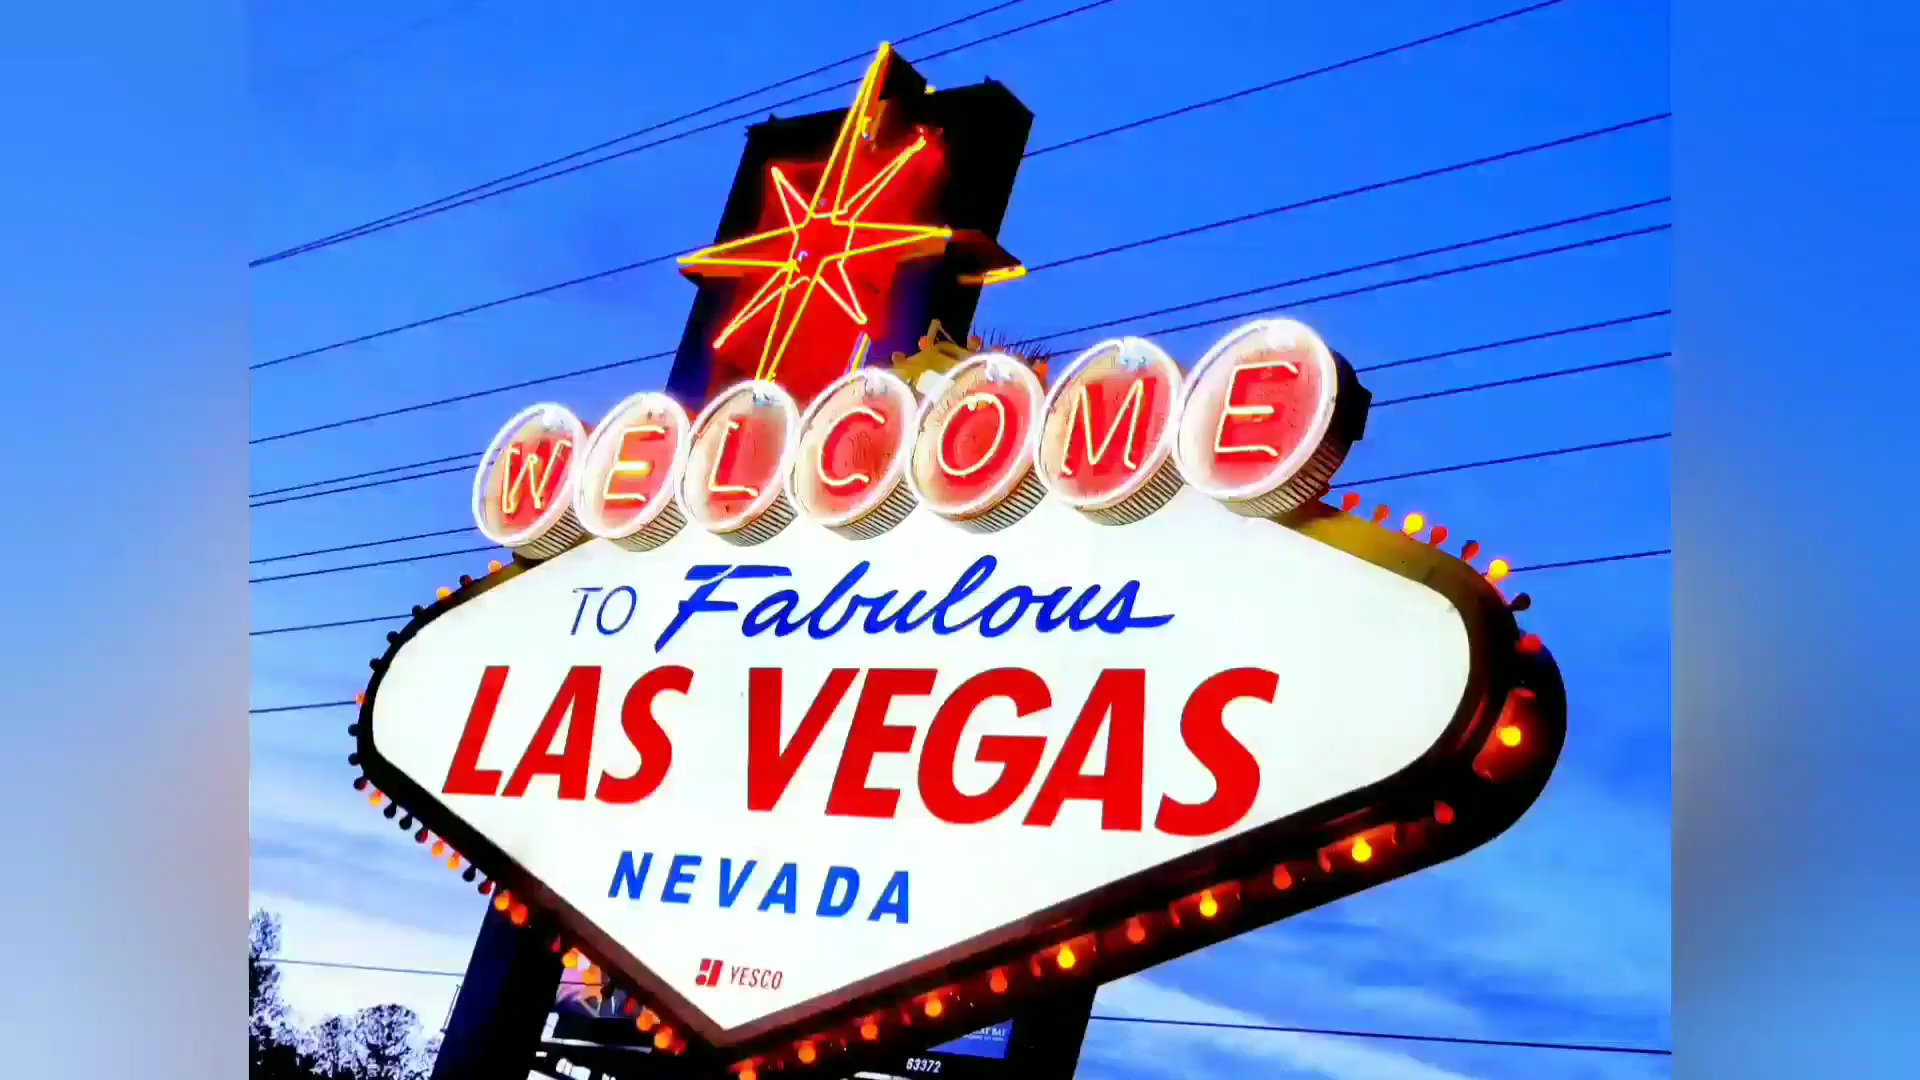 WELCOME
TO Fabulous
LAS VEGAS
NEVADA
YESCO
63372